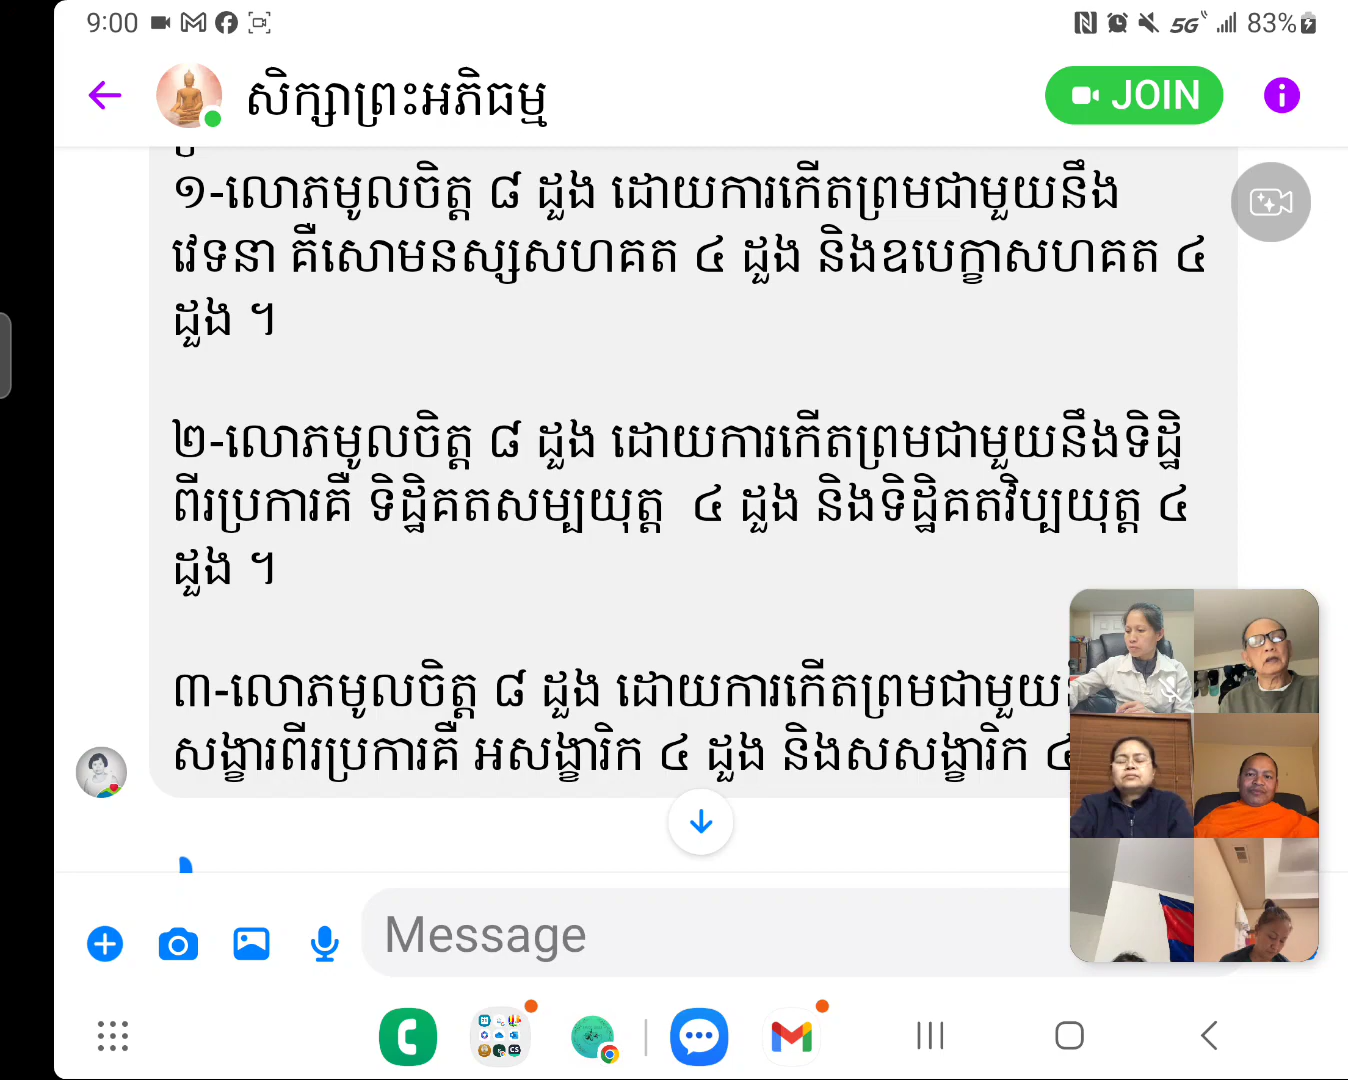 9:00
5G 83%
សិក្សាព្រះអភិធម្ម
JOIN
១-លោភមូលចិត្ត ៨ ដួង ដោយការកើតព្រមជាមួយនឹង
វេទនា គឺសោមនស្សសហគត ៤ ដួង និងឧបេក្ខាសហគត ៤
ដួង ។
២-លោភមូលចិត្ត ៨ ដួង ដោយការកើតព្រមជាមួយនឹងទិដ្ឋិ
ពីរប្រការគឺ ទិដ្ឋិគតសម្បយុត្ត ៤ ដួង និងទិដ្ឋិគតវិប្បយុត្ត ៤
ដួង ។
៣-លោភមូលចិត្ត ៨ ដួង ដោយការកើតព្រមជាមួយ
សង្ខារពីរប្រការគឺ អសង្ខារិក ៤ ដួង និងសសង្ខារិក ៤
Message